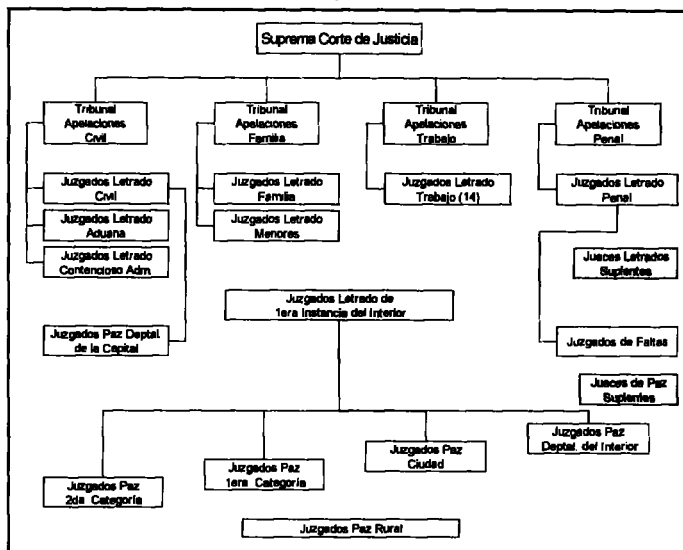 Suprema Corte de Justicia
Tribunal
Apelaciones
Civil
Tribunal
Apelaciones
Familia
Tribunal
Apelaciones
Trabajo
Tribunal
Apelaciones
Penal
Juzgados Letrado
Civil
Juzgados Letrado
Familia
Juzgados Letrado
Trabajo (14)
Juzgados Letrado
Penal
Juzgados Letrado
Aduana
Juzgados Letrado
Menores
Juzgados Letrado
Contencioso Adm.
Jueces Letrados
Suplentes
Juzgados Letrado de
1era Instancia del Interior
Juzgados Paz Deptal.
de la Capital
Juzgados de Faltas
Jueces de Paz
Suplentes
Juzgados Paz
Deptal. del Interior
Juzgados Paz
Ciudad
Juzgados Paz
1era Categoría
Juzgados Paz
2da Categoría
Juzgados Paz Rural